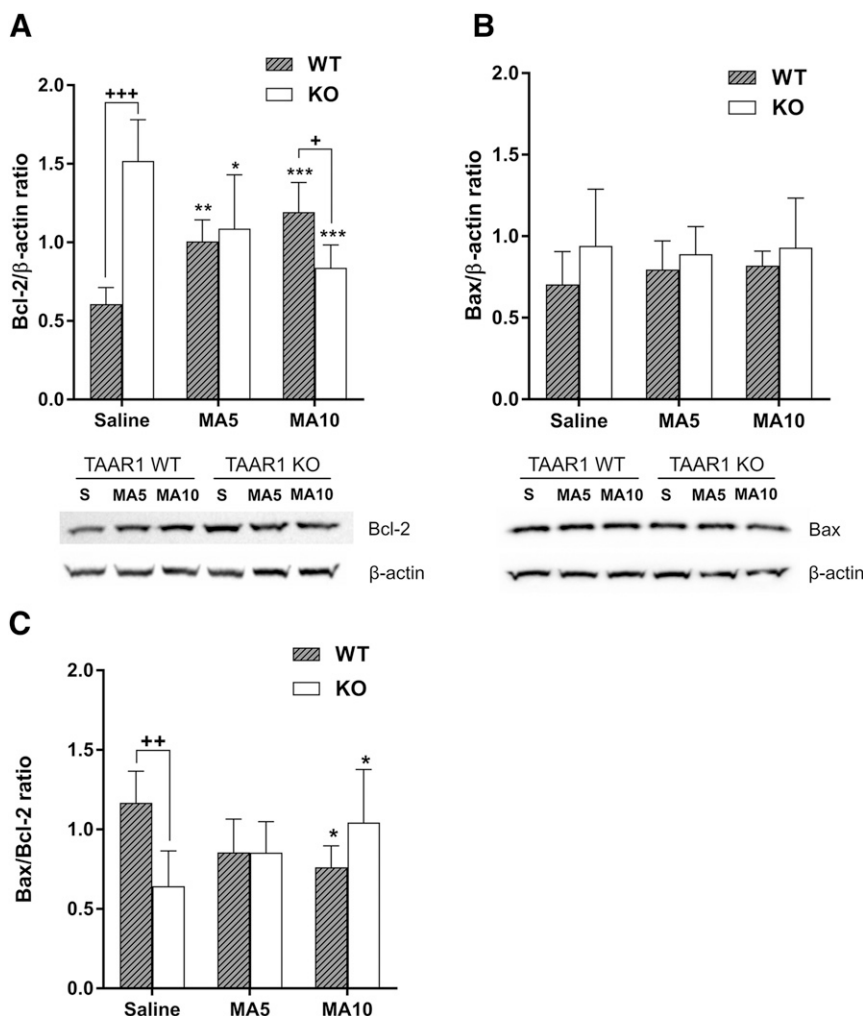 A
WT
KO
2.0
1.5
1.0
0.5
0.0
Bcl-2/β-actin ratio
+++
**
*
***
+
***
Saline MA5 MA10
TAAR1 WT TAAR1 KO
S MA5 MA10 S MA5 MA10
Bcl-2
β-actin
B
WT
KO
2.0
1.5
1.0
0.5
0.0
Bax/β-actin ratio
Saline MA5 MA10
TAAR1 WT TAAR1 KO
S MA5 MA10 S MA5 MA10
Bax
β-actin
C
WT
KO
2.0
1.5
1.0
0.5
0.0
Bax/Bcl-2 ratio
++
*
*
Saline MA5 MA10